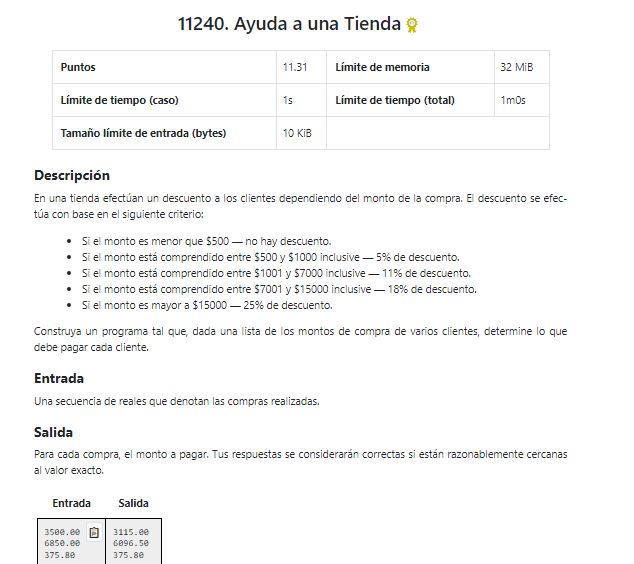 11240. Ayuda a una Tienda
Puntos 11.31 Límite de memoria 32 MiB
Límite de tiempo (caso) 1s Límite de tiempo (total) 1m0s
Tamaño límite de entrada (bytes) 10 KiB
Descripción
En una tienda efectúan un descuento a los clientes dependiendo del monto de la compra. El descuento se efec-
túa con base en el siguiente criterio:
• Si el monto es menor que $500 — no hay descuento.
• Si el monto está comprendido entre $500 y $1000 inclusive — 5% de descuento.
• Si el monto está comprendido entre $1001 y $7000 inclusive — 11% de descuento.
• Si el monto está comprendido entre $7001 y $15000 inclusive — 18% de descuento.
• Si el monto es mayor a $15000 — 25% de descuento.
Construya un programa tal que, dada una lista de los montos de compra de varios clientes, determine lo que
debe pagar cada cliente.
Entrada
Una secuencia de reales que denotan las compras realizadas.
Salida
Para cada compra, el monto a pagar. Tus respuestas se considerarán correctas si están razonablemente cercanas
al valor exacto.
Entrada Salida
3500.00 3115.00
6850.00 6096.50
375.80 375.80